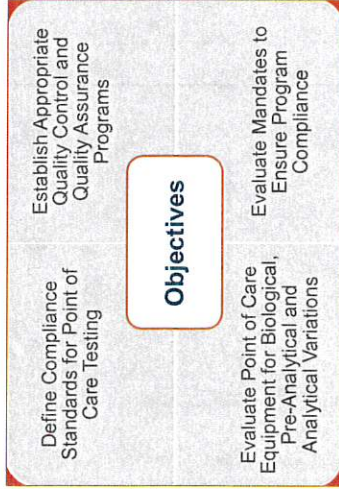 Define Compliance
Standards for Point of
Care Testing
Establish Appropriate
Quality Control and
Quality Assurance
Programs
Objectives
Evaluate Point of Care
Equipment for Biological,
Pre-Analytical and
Analytical Variations
Evaluate Mandates to
Ensure Program
Compliance